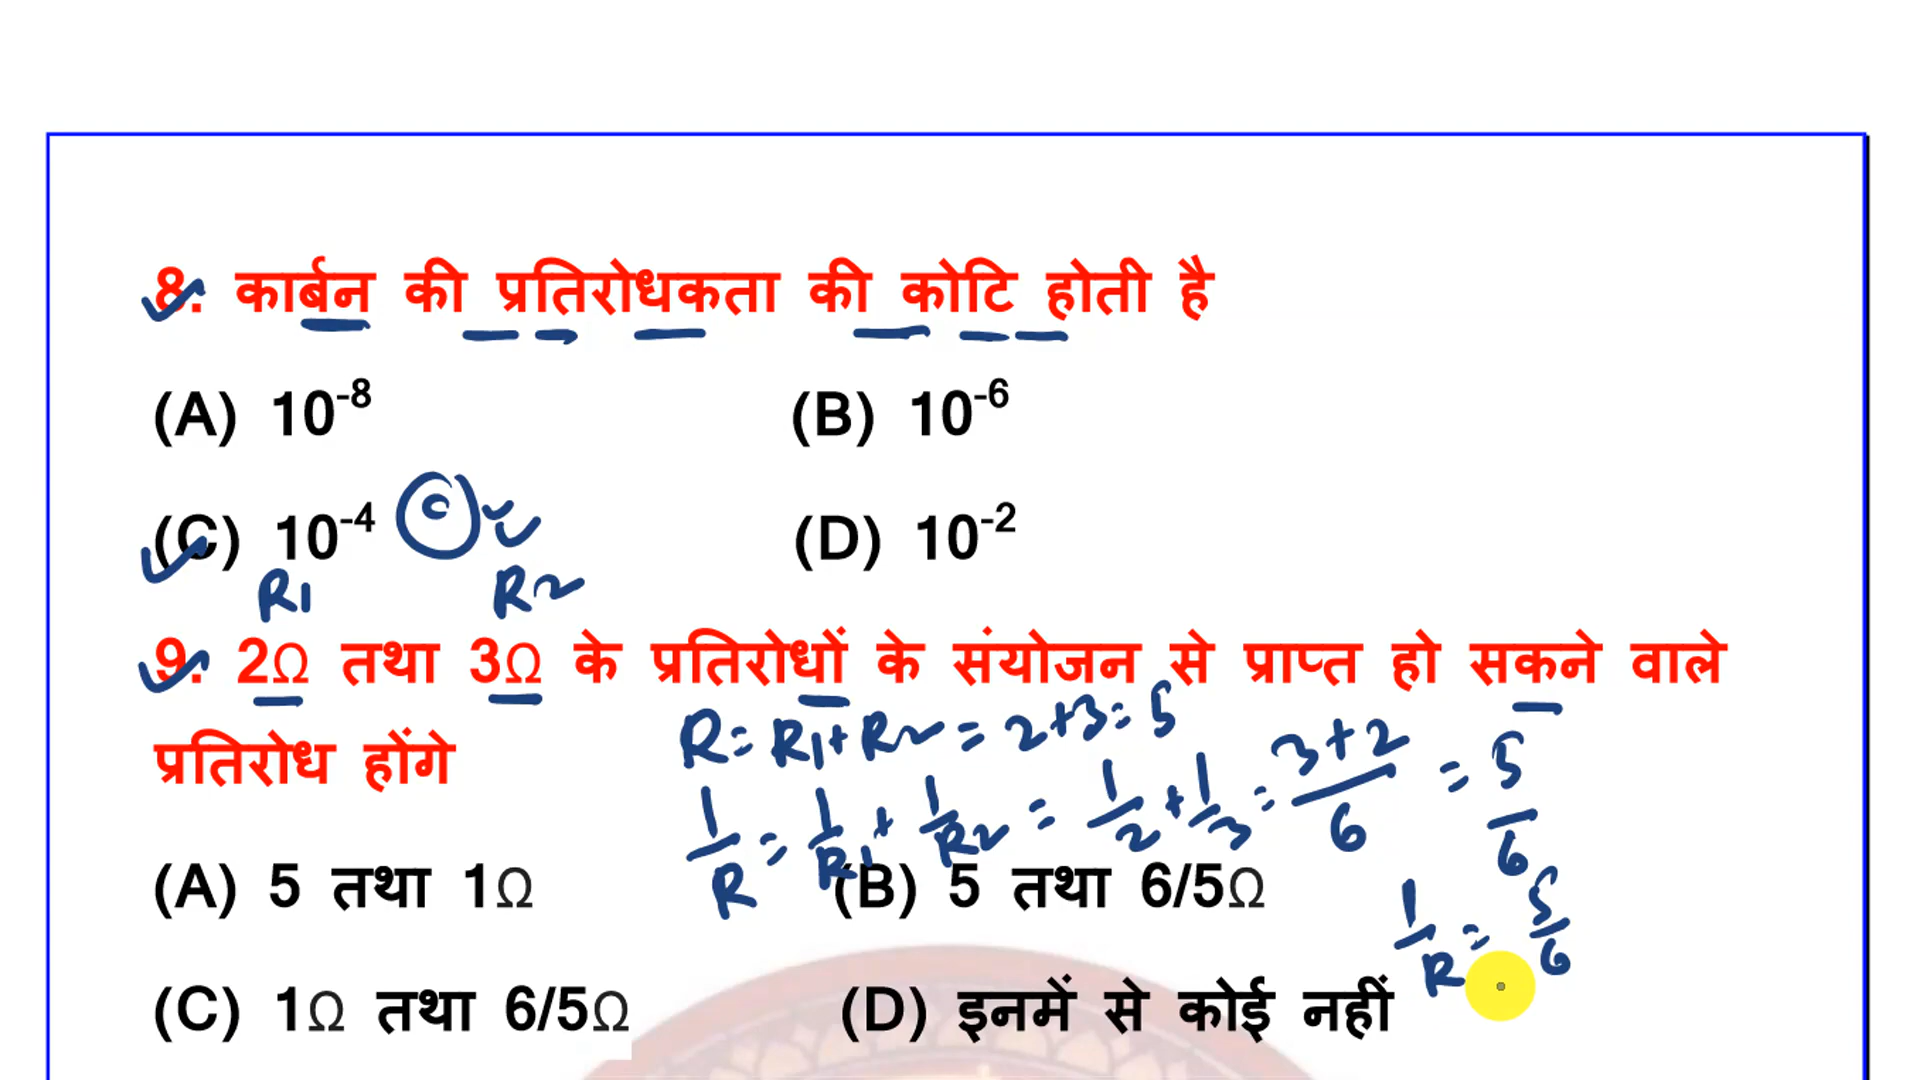 8. कार्बन की प्रतिरोधकता की कोटि होती है
(A) 10⁻⁸ (B) 10⁻⁶
(C) 10⁻⁴ C (D) 10⁻²
R1 R2
9. 2Ω तथा 3Ω के प्रतिरोधों के संयोजन से प्राप्त हो सकने वाले
R = R1 + R2 = 2+3 = 5
प्रतिरोध होंगे
1/R = 1/R1 + 1/R2 = 1/2 + 1/3 = 3+2/6 = 5/6
(A) 5 तथा 1Ω (B) 5 तथा 6/5Ω
1/R = 5/6
(C) 1Ω तथा 6/5Ω (D) इनमें से कोई नहीं